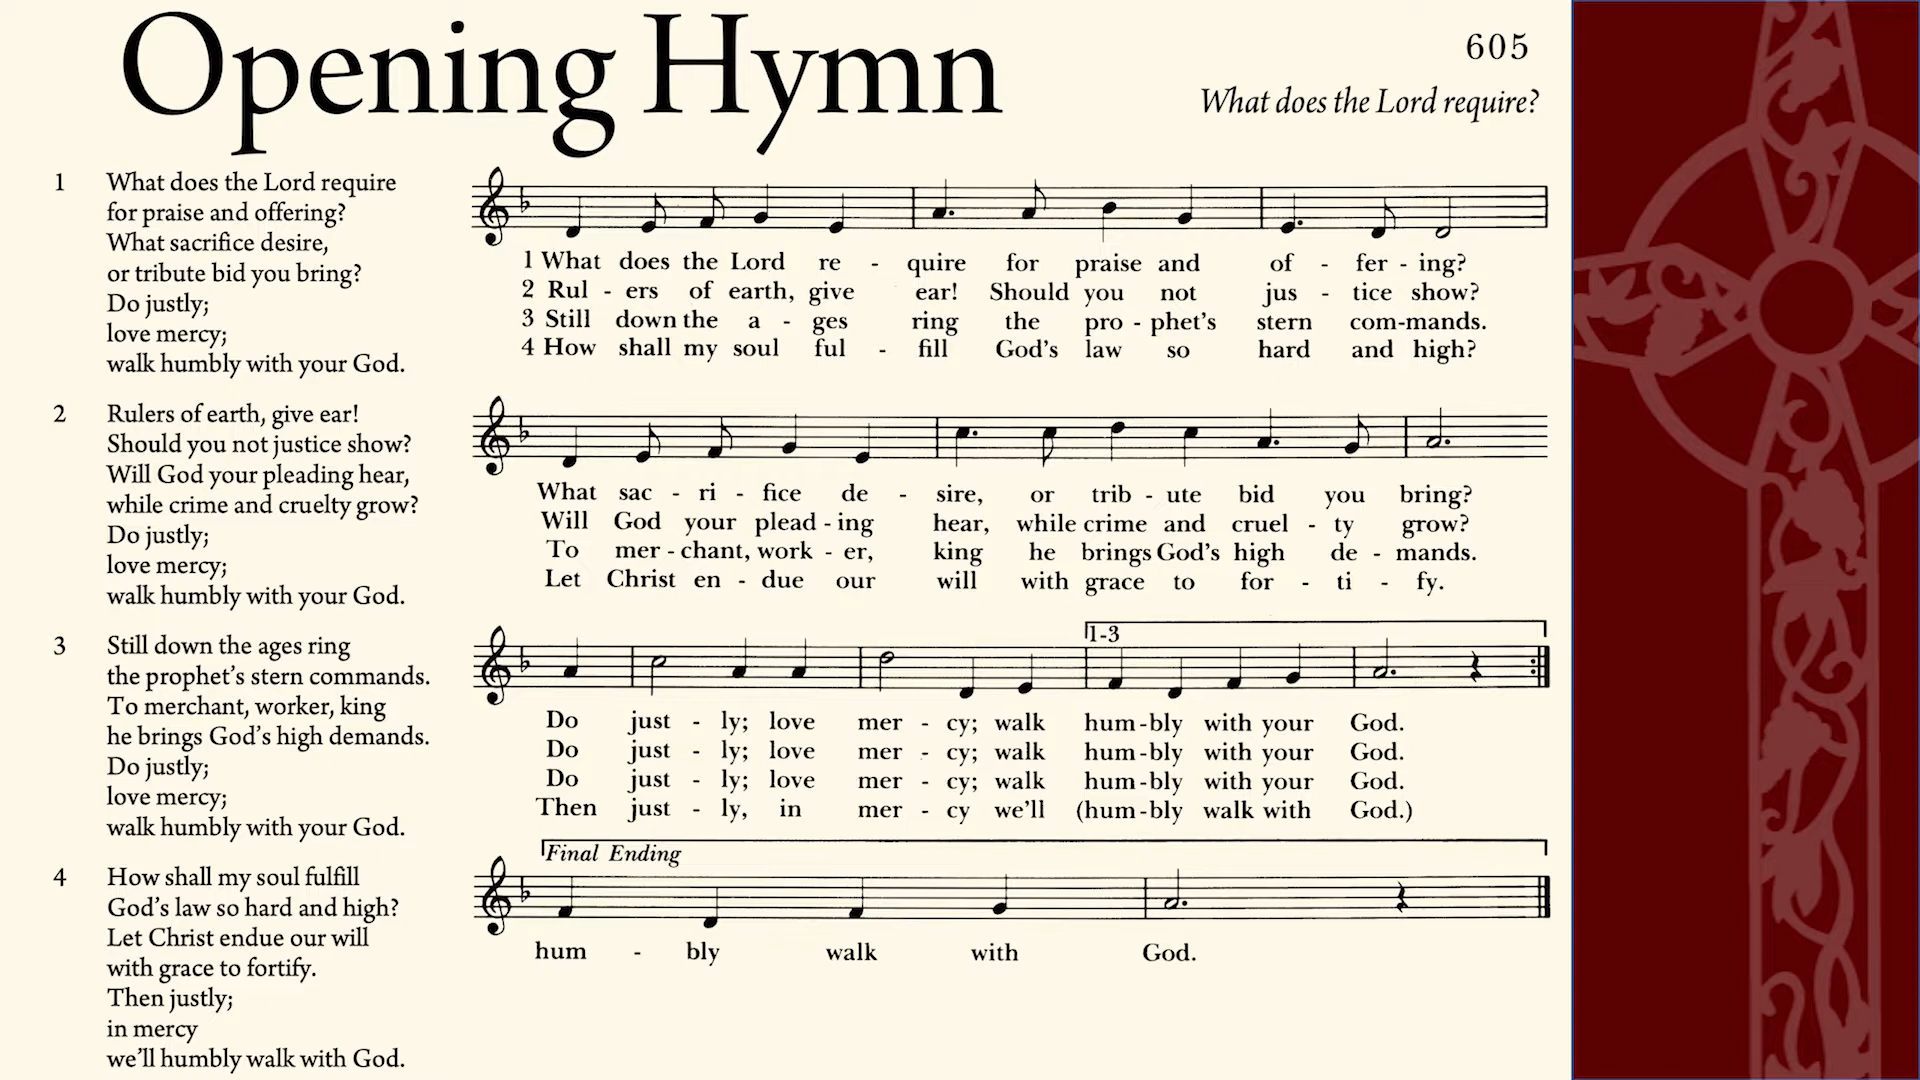 Opening Hymn
605
What does the Lord require?
1 What does the Lord require
for praise and offering?
What sacrifice desire,
or tribute bid you bring?
Do justly;
love mercy;
walk humbly with your God.
2 Rulers of earth, give ear!
Should you not justice show?
Will God your pleading hear,
while crime and cruelty grow?
Do justly;
love mercy;
walk humbly with your God.
3 Still down the ages ring
the prophet's stern commands.
To merchant, worker, king
he brings God's high demands.
Do justly;
love mercy;
walk humbly with your God.
4 How shall my soul fulfill
God's law so hard and high?
Let Christ endue our will
with grace to fortify.
Then justly;
in mercy
we'll humbly walk with God.
1 What does the Lord re - quire for praise and of - fer - ing?
2 Rul - ers of earth, give ear! Should you not jus - tice show?
3 Still down the a - ges ring the pro - phet's stern com-mands.
4 How shall my soul ful - fill God's law so hard and high?
What sac - ri - fice de - sire, or trib - ute bid you bring?
Will God your plead - ing hear, while crime and cruel - ty grow?
To mer - chant, work - er, king he brings God's high de - mands.
Let Christ en - due our will with grace to for - ti - fy.
1-3
Do just - ly; love mer - cy; walk hum-bly with your God.
Do just - ly; love mer - cy; walk hum-bly with your God.
Do just - ly; love mer - cy; walk hum-bly with your God.
Then just - ly, in mer - cy we'll (hum-bly walk with God.)
Final Ending
hum - bly walk with God.